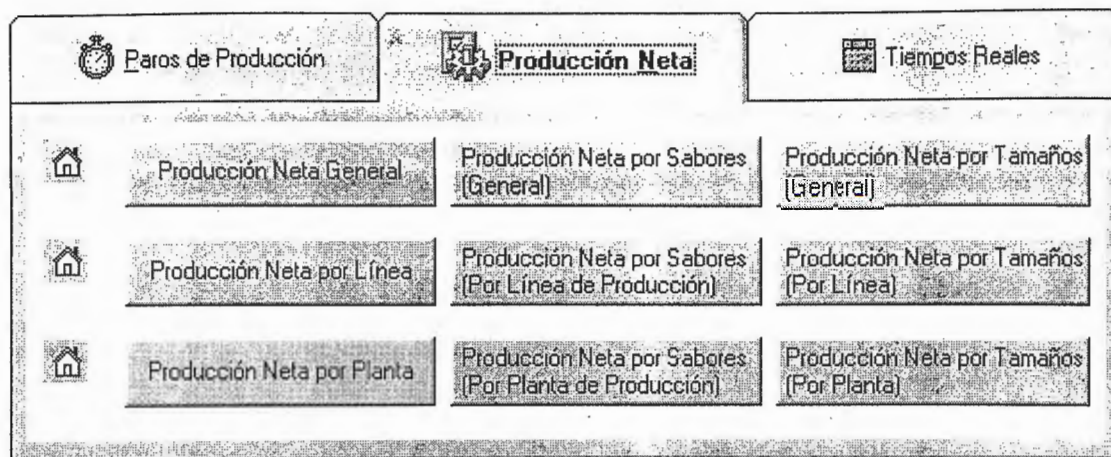 Paros de Producción
Producción Neta
Tiempos Reales
Producción Neta General
Producción Neta por Sabores
(General)
Producción Neta por Tamaños
(General)
Producción Neta por Línea
Producción Neta por Sabores
(Por Línea de Producción)
Producción Neta por Tamaños
(Por Línea)
Producción Neta por Planta
Producción Neta por Sabores
(Por Planta de Producción)
Producción Neta por Tamaños
(Por Planta)